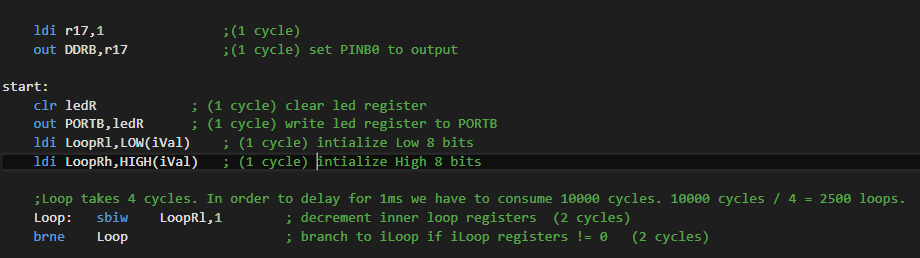 ldi r17,1 ;(1 cycle)
out DDRB,r17 ;(1 cycle) set PINB0 to output
start:
clr ledR ; (1 cycle) clear led register
out PORTB,ledR ; (1 cycle) write led register to PORTB
ldi LoopRl,LOW(iVal) ; (1 cycle) intialize Low 8 bits
ldi LoopRh,HIGH(iVal) ; (1 cycle) intialize High 8 bits
;Loop takes 4 cycles. In order to delay for 1ms we have to consume 10000 cycles. 10000 cycles / 4 = 2500 loops.
Loop: sbiw LoopRl,1 ; decrement inner loop registers (2 cycles)
brne Loop ; branch to iLoop if iLoop registers != 0 (2 cycles)